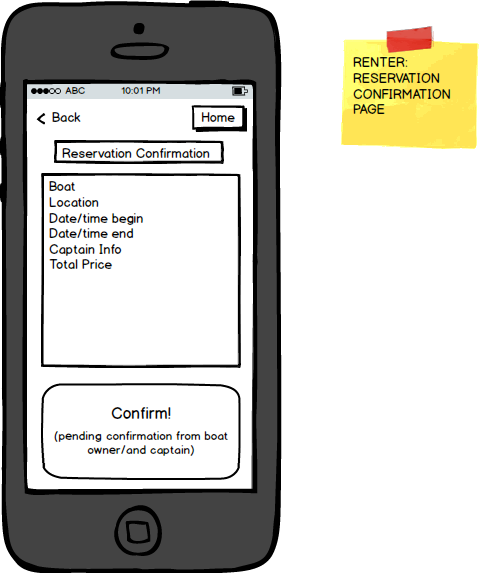 ABC 10:01 PM
Back Home
Reservation Confirmation
Boat
Location
Date/time begin
Date/time end
Captain Info
Total Price
Confirm!
(pending confirmation from boat
owner/and captain)
RENTER:
RESERVATION
CONFIRMATION
PAGE